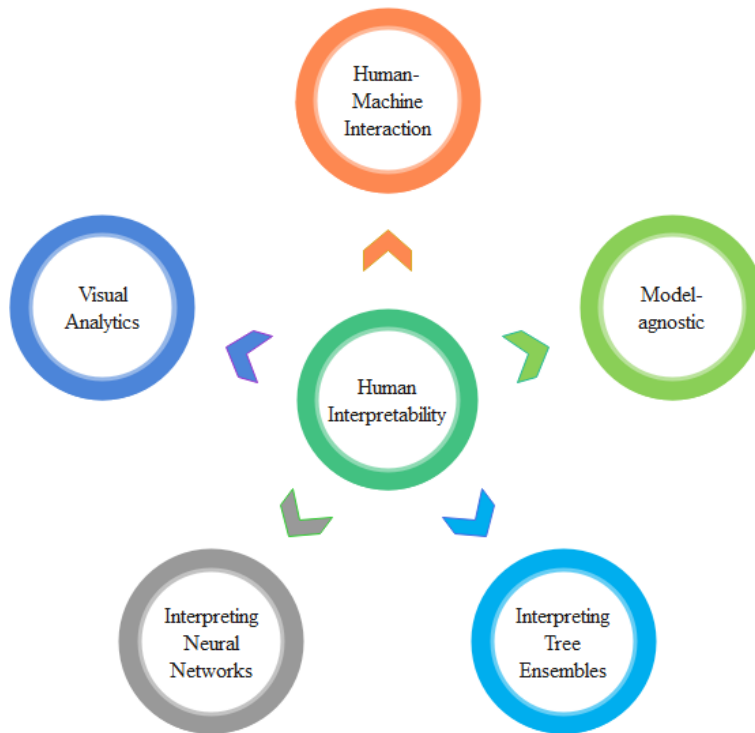 Human-
Machine
Interaction
Visual
Analytics
Model-
agnostic
Human
Interpretability
Interpreting
Neural
Networks
Interpreting
Tree
Ensembles